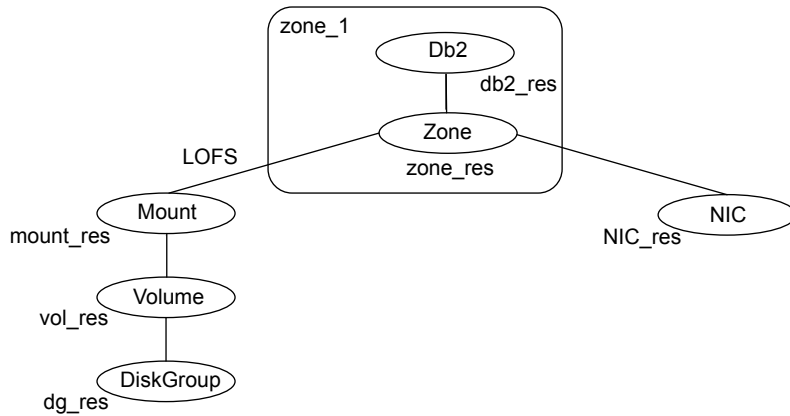 zone_1
Db2
db2_res
Zone
LOFS
zone_res
Mount
NIC
mount_res
NIC_res
Volume
vol_res
DiskGroup
dg_res